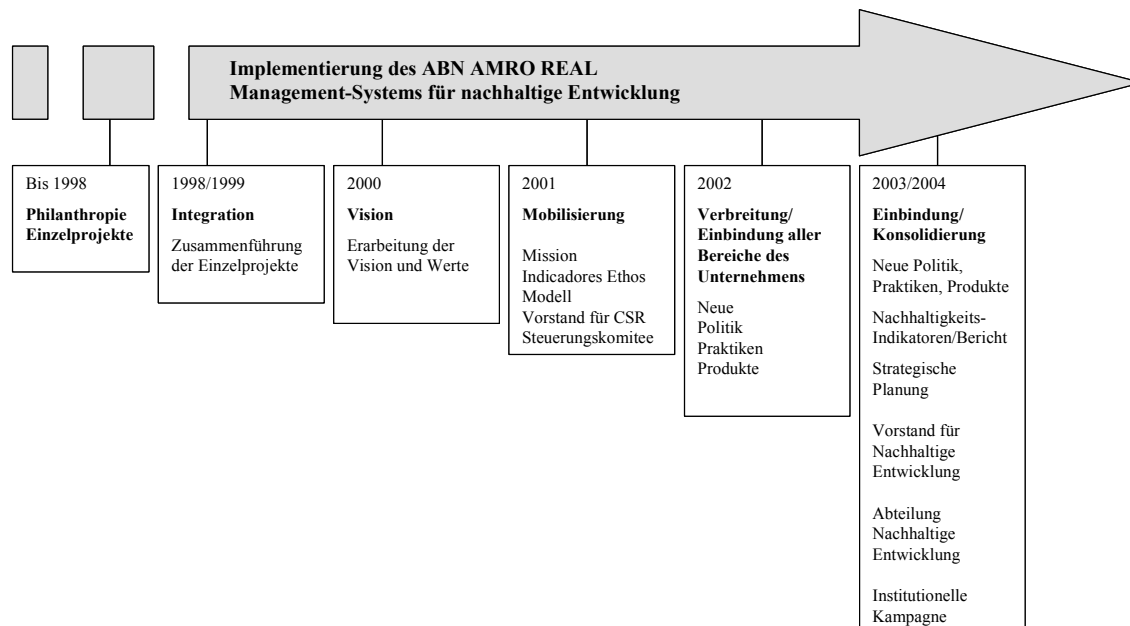 Implementierung des ABN AMRO REAL
Management-Systems für nachhaltige Entwicklung
Bis 1998
Philanthropie
Einzelprojekte
1998/1999
Integration
Zusammenführung
der Einzelprojekte
2000
Vision
Erarbeitung der
Vision und Werte
2001
Mobilisierung
Mission
Indicadores Ethos
Modell
Vorstand für CSR
Steuerungskomitee
2002
Verbreitung/
Einbindung aller
Bereiche des
Unternehmens
Neue
Politik
Praktiken
Produkte
2003/2004
Einbindung/
Konsolidierung
Neue Politik,
Praktiken, Produkte
Nachhaltigkeits-
Indikatoren/Bericht
Strategische
Planung
Vorstand für
Nachhaltige
Entwicklung
Abteilung
Nachhaltige
Entwicklung
Institutionelle
Kampagne